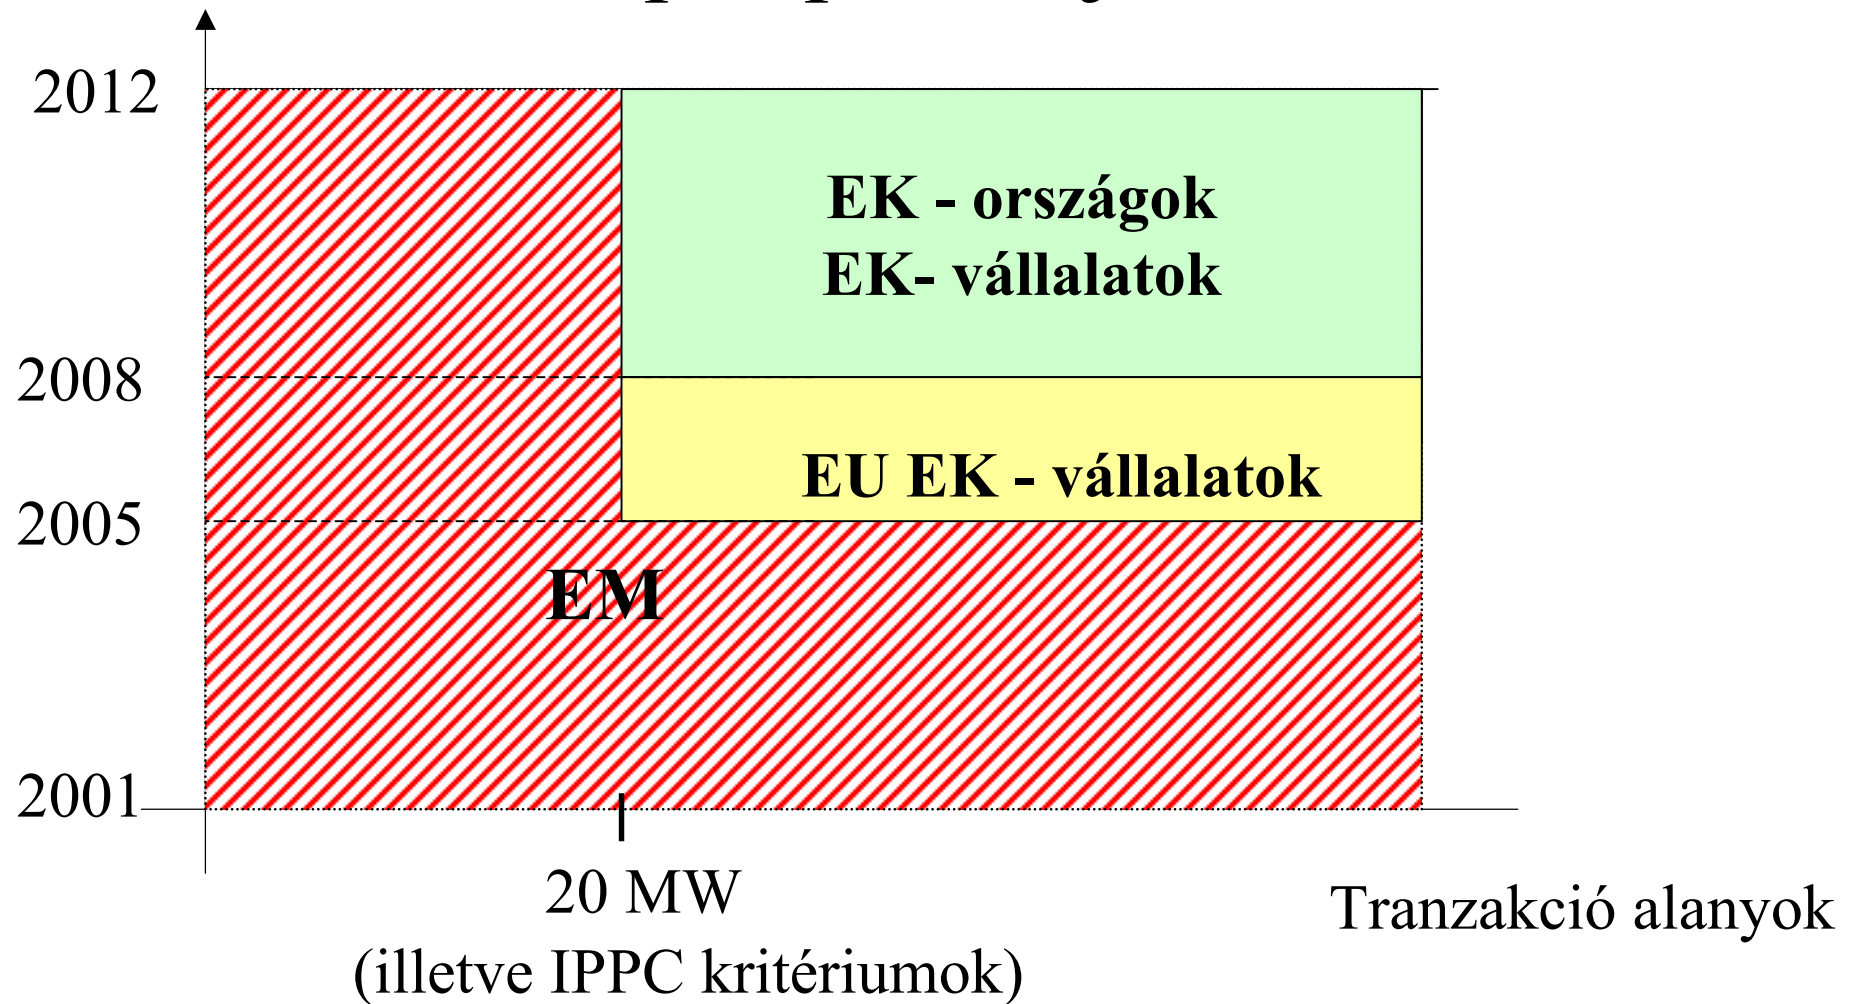 2012
EK - országok
EK- vállalatok
2008
EU EK - vállalatok
2005
EM
2001
20 MW
(illetve IPPC kritériumok)
Tranzakció alanyok